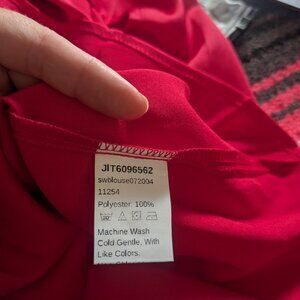 JIT6096562
swblouse072004
11254
Polyester: 100%
Machine Wash
Cold Gentle, With
Like Colors.